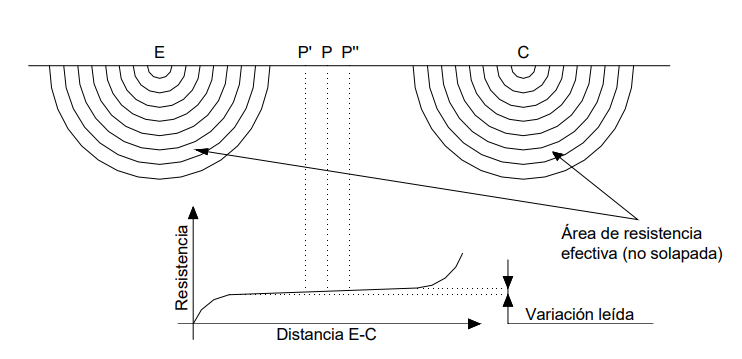 E
P' P P"
C
Área de resistencia
efectiva (no solapada)
Resistencia
Distancia E-C
Variación leída